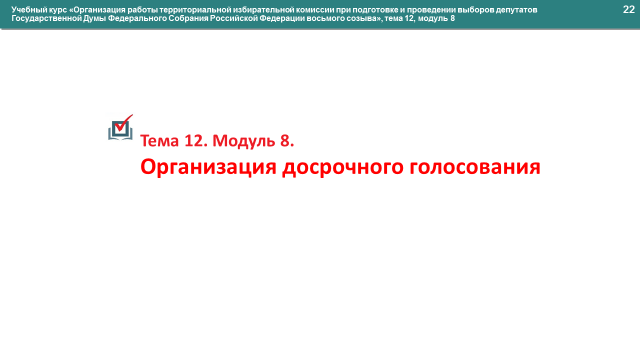 Учебный курс «Организация работы территориальной избирательной комиссии при подготовке и проведении выборов депутатов
Государственной Думы Федерального Собрания Российской Федерации восьмого созыва», тема 12, модуль 8
22
Тема 12. Модуль 8.
Организация досрочного голосования